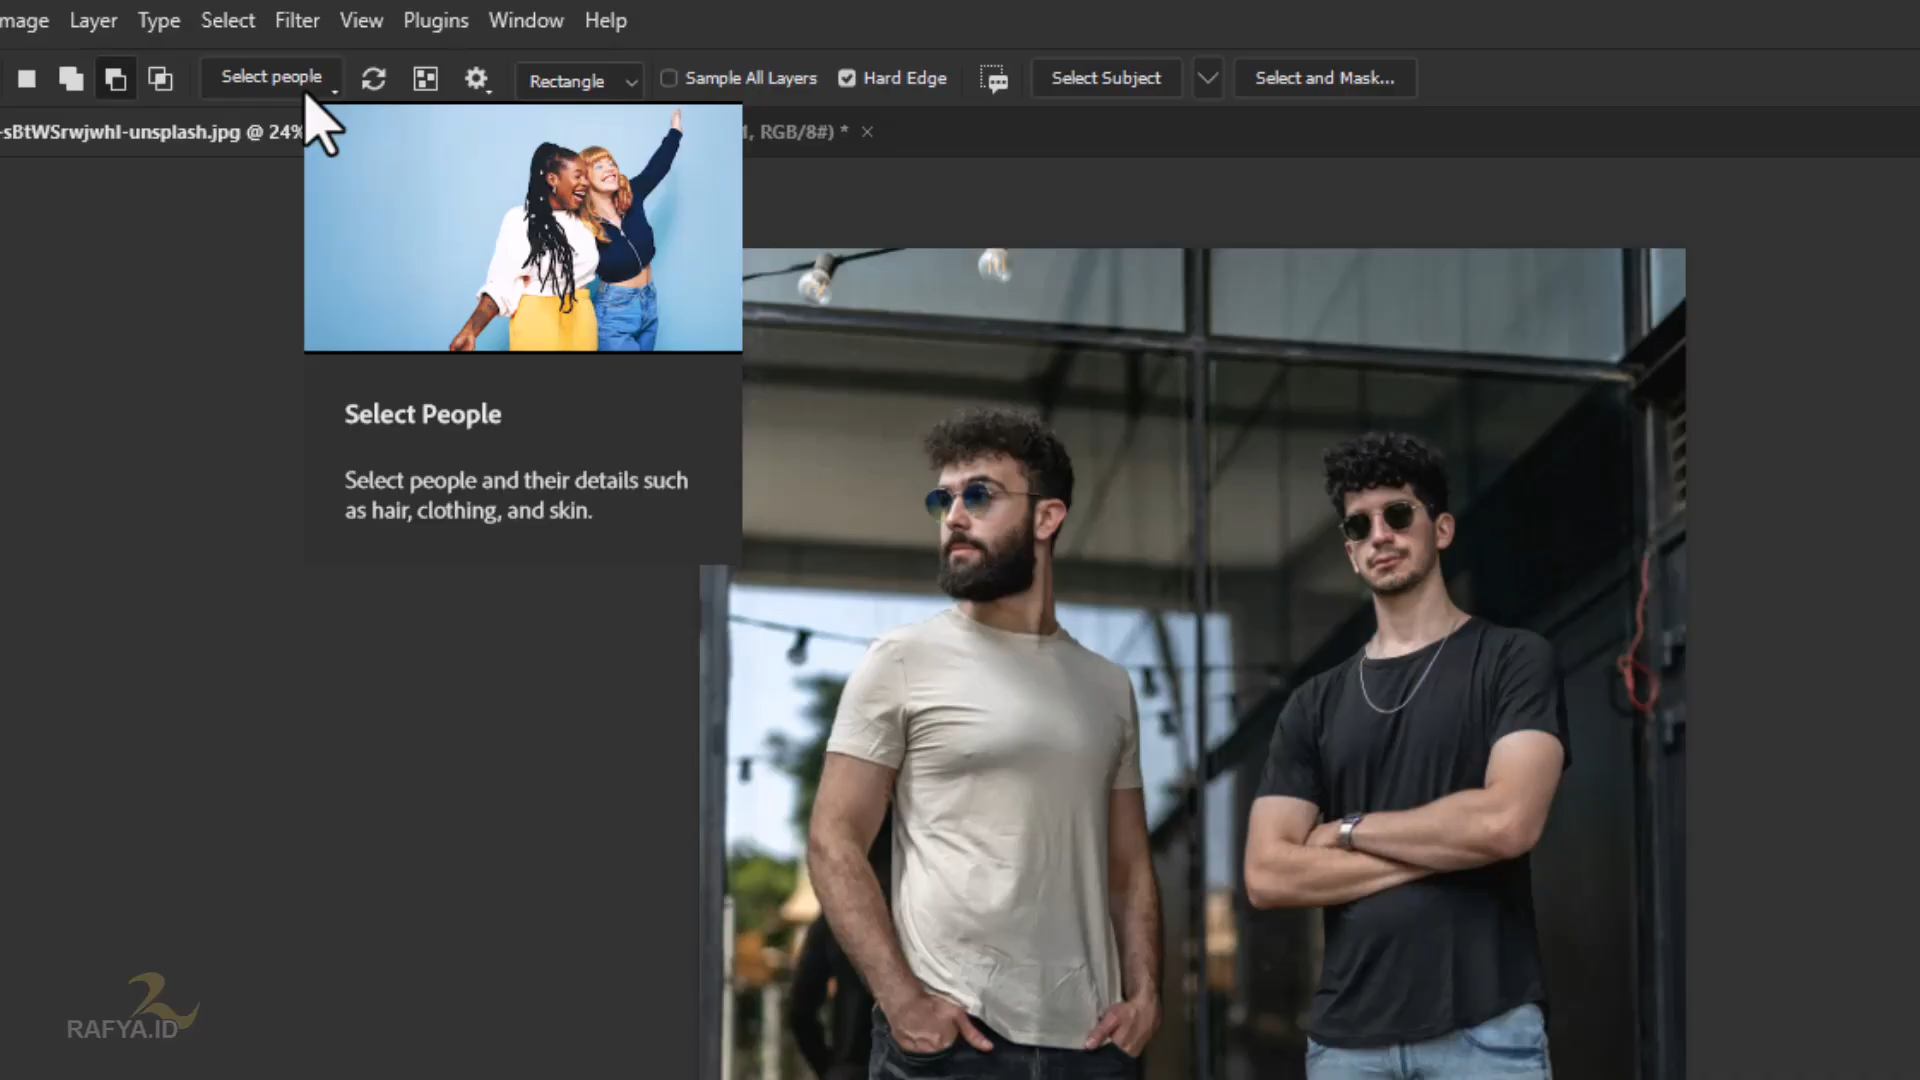 mage Layer Type Select Filter View Plugins Window Help
Select people Rectangle Sample All Layers Hard Edge Select Subject Select and Mask...
-sBtWSrwjwhI-unsplash.jpg @ 24% , RGB/8#) * ×
Select People
Select people and their details such
as hair, clothing, and skin.
RAFYA.ID